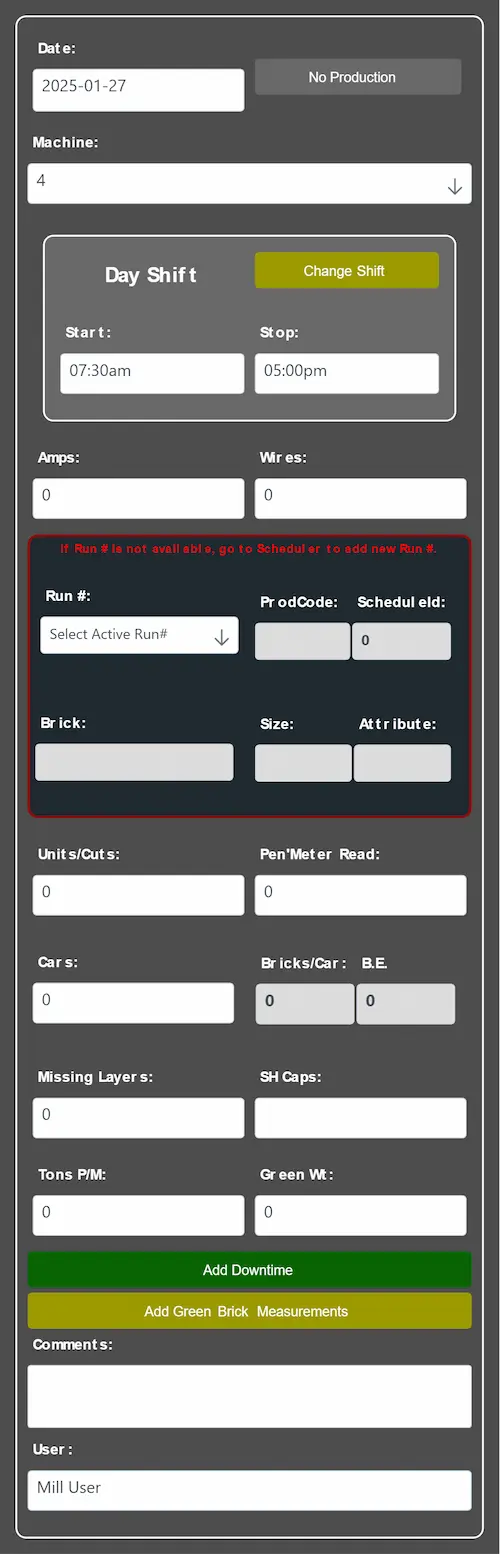 Date:
2025-01-27
No Production
Machine:
4
Day Shift
Change Shift
Start:
Stop:
07:30am
05:00pm
Amps:
Wires:
0
0
If Run # is not available, go to Scheduler to add new Run #.
Run #:
ProdCode:
ScheduleId:
Select Active Run#
0
Brick:
Size:
Attribute:
Units/Cuts:
Pen'Meter Read:
0
0
Cars:
Bricks/Car:
B.E.
0
0
0
Missing Layers:
SH Caps:
0
Tons P/M:
Green Wt:
0
0
Add Downtime
Add Green Brick Measurements
Comments:
User:
Mill User